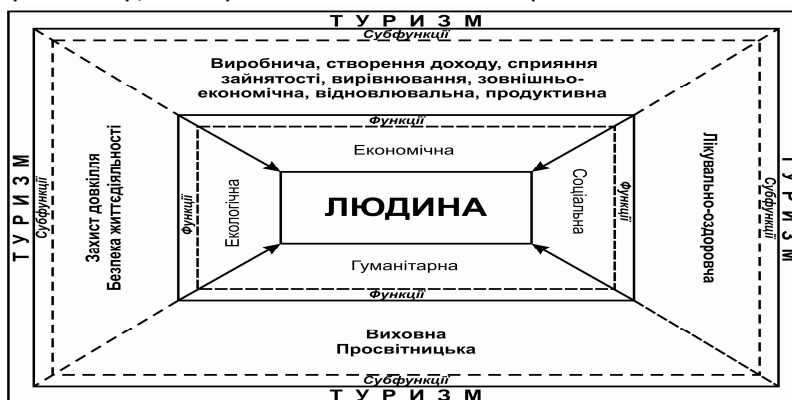 Т У Р И З М
Субфункції
Виробнича, створення доходу, сприяння
зайнятості, вирівнювання, зовнішньо-
економічна, відновлювальна, продуктивна
Функції
Економічна
Т У Р И З М
Субфункції
Захист довкілля
Безпека життєдіяльності
Функції
Екологічна
ЛЮДИНА
Соціальна
Функції
Лікувально-оздоровча
Субфункції
Т У Р И З М
Гуманітарна
Функції
Виховна
Просвітницька
Субфункції
Т У Р И З М